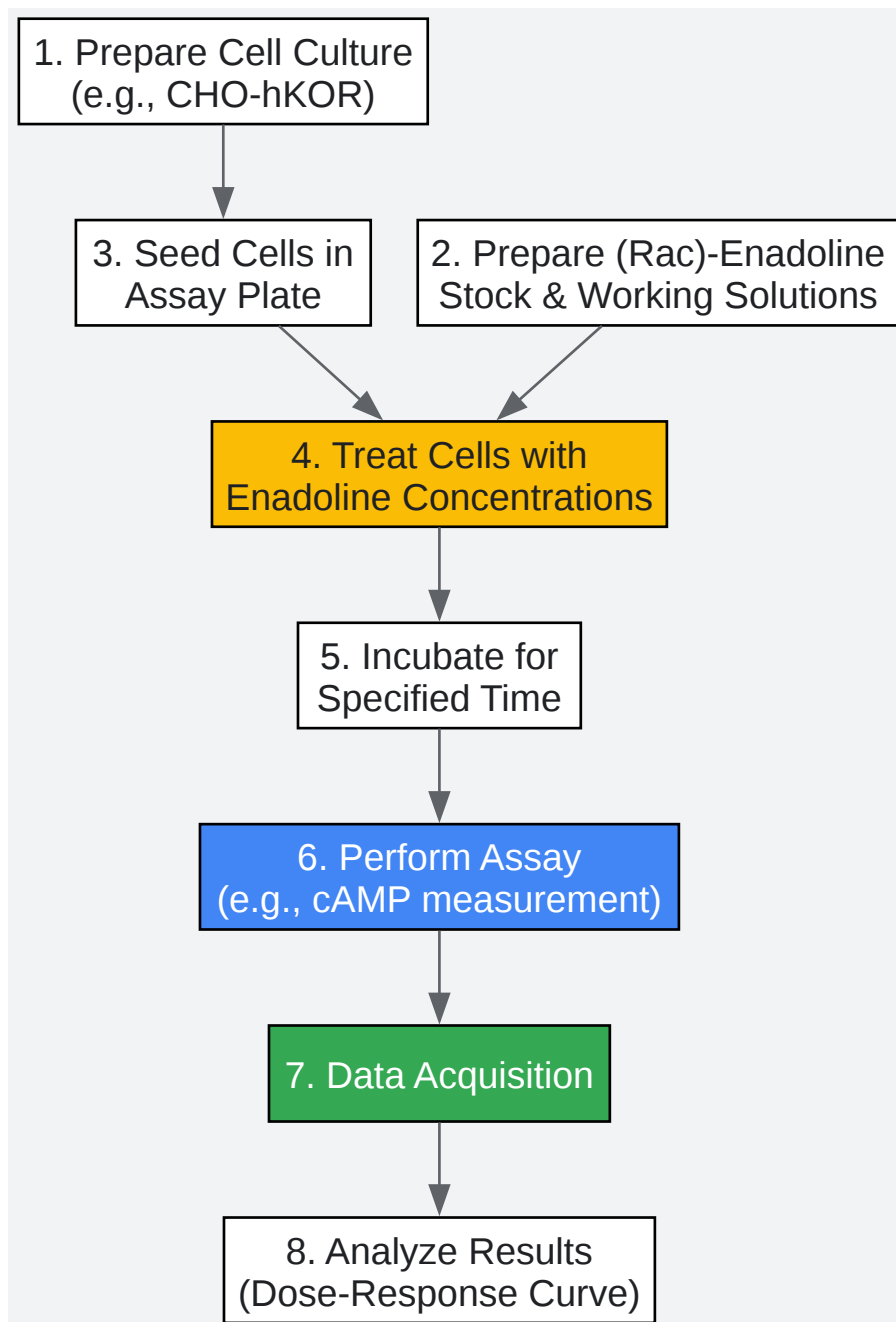 1. Prepare Cell Culture
(e.g., CHO-hKOR)
3. Seed Cells in
Assay Plate
2. Prepare (Rac)-Enadoline
Stock & Working Solutions
4. Treat Cells with
Enadoline Concentrations
5. Incubate for
Specified Time
6. Perform Assay
(e.g., cAMP measurement)
7. Data Acquisition
8. Analyze Results
(Dose-Response Curve)